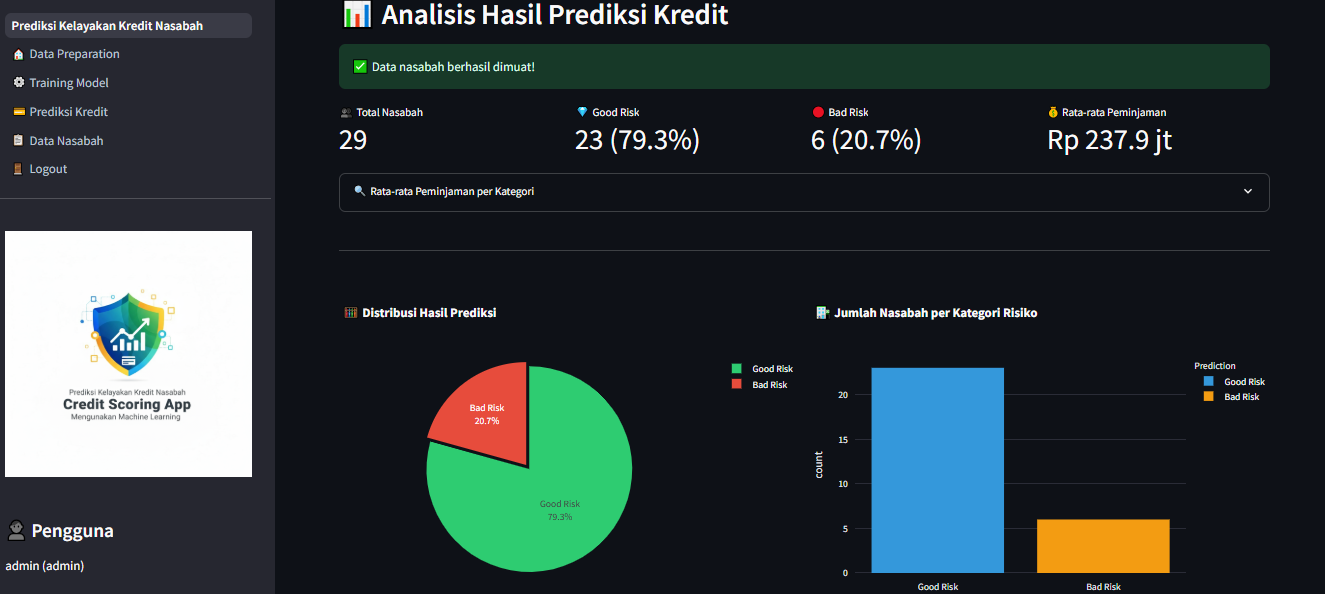 Prediksi Kelayakan Kredit Nasabah
Data Preparation
Training Model
Prediksi Kredit
Data Nasabah
Logout
Prediksi Kelayakan Kredit Nasabah
Credit Scoring App
Mengunakan Machine Learning
Pengguna
admin (admin)
Analisis Hasil Prediksi Kredit
Data nasabah berhasil dimuat!
Total Nasabah
29
Good Risk
23 (79.3%)
Bad Risk
6 (20.7%)
Rata-rata Peminjaman
Rp 237.9 jt
Rata-rata Peminjaman per Kategori
Distribusi Hasil Prediksi
Good Risk
Bad Risk
Bad Risk
20.7%
Good Risk
79.3%
Jumlah Nasabah per Kategori Risiko
Prediction
Good Risk
Bad Risk
count
20
15
10
5
0
Good Risk
Bad Risk